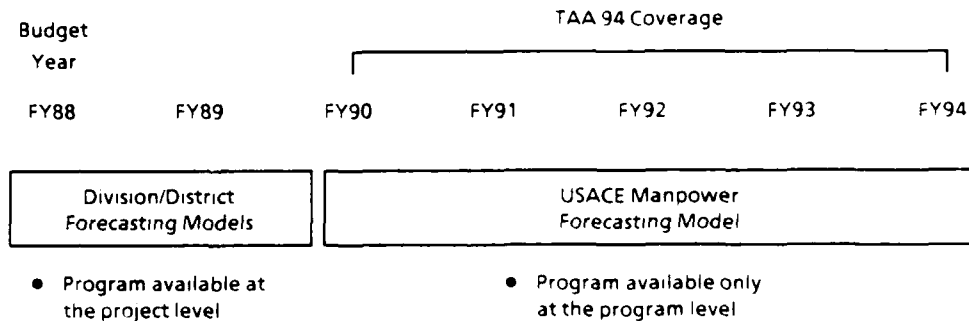 TAA 94 Coverage
Budget
Year
FY88 FY89 FY90 FY91 FY92 FY93 FY94
Division/District
Forecasting Models
USACE Manpower
Forecasting Model
● Program available at
the project level
● Program available only
at the program level